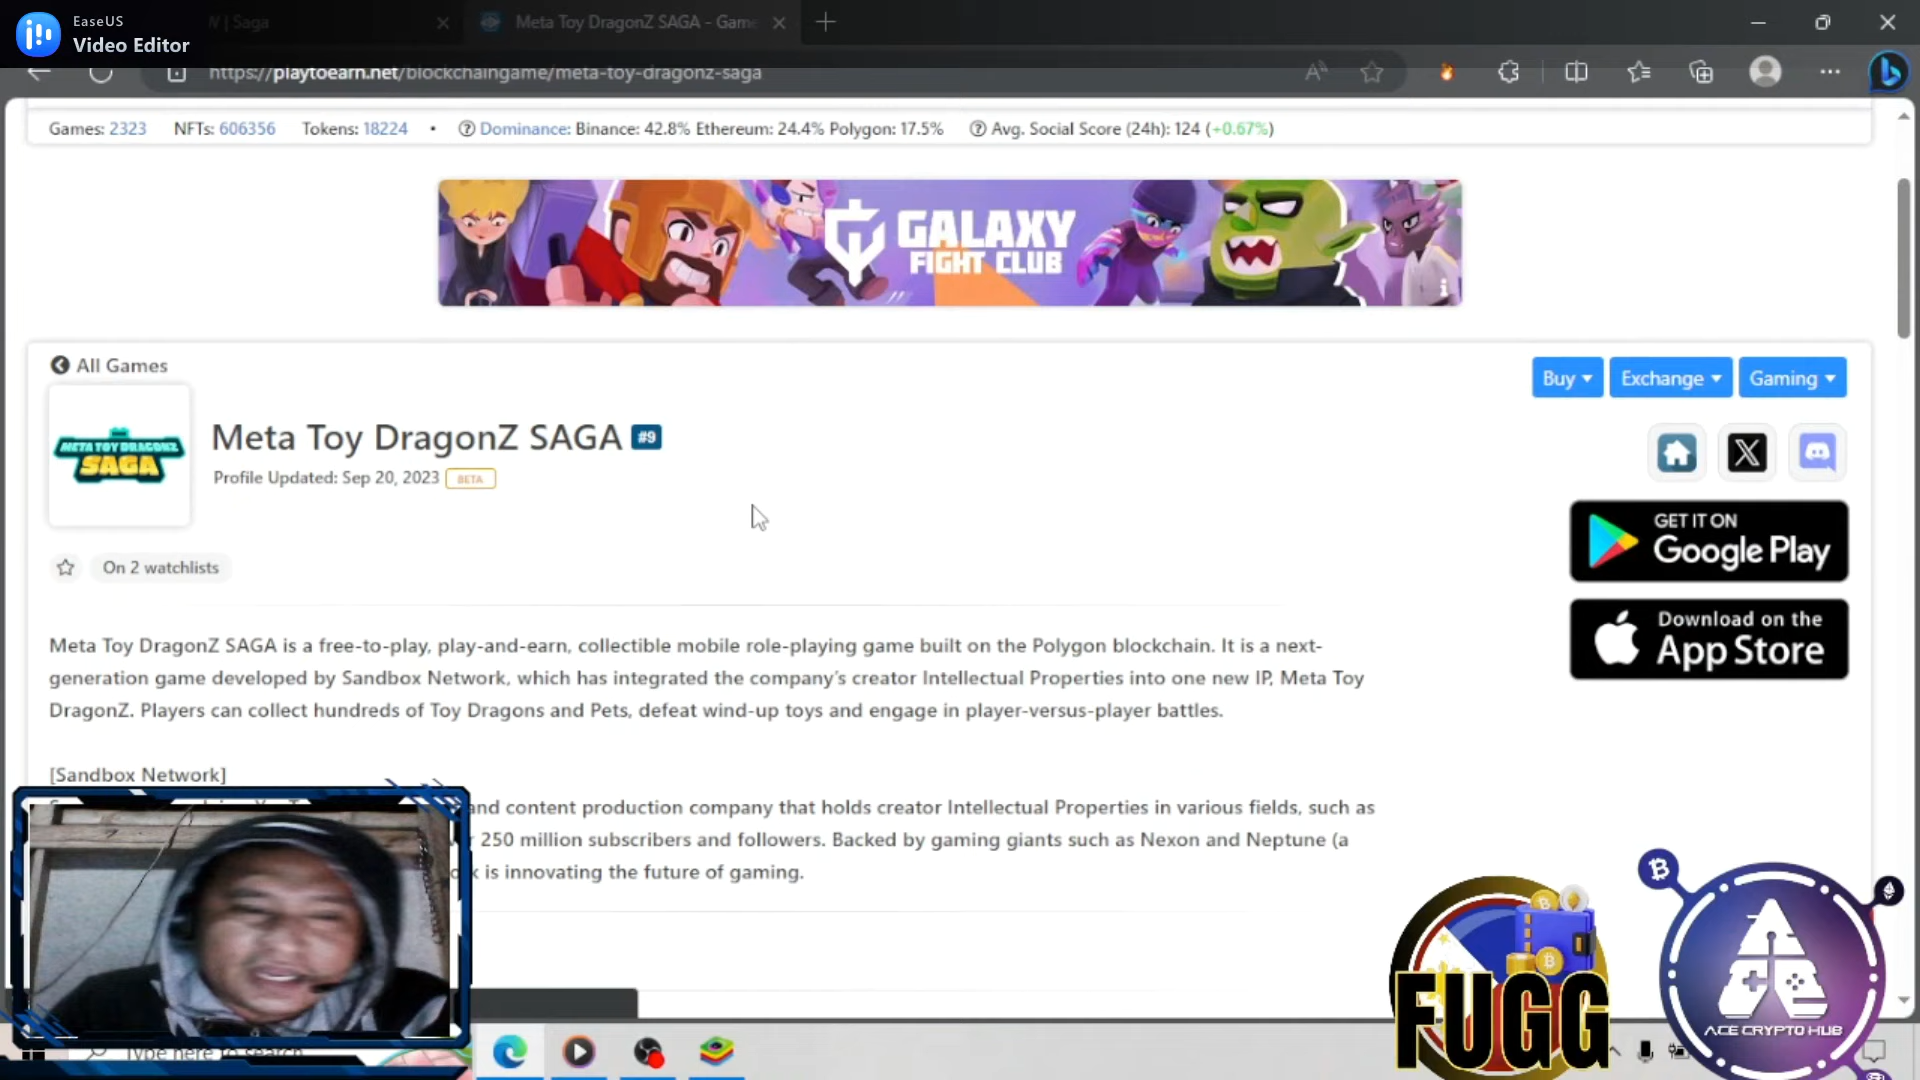 EaseUS
Video Editor
Saga
Meta Toy DragonZ SAGA - Game
https://playtoearn.net/blockchaingame/meta-toy-dragonz-saga
Games: 2323 NFTs: 606356 Tokens: 18224 • Dominance: Binance: 42.8% Ethereum: 24.4% Polygon: 17.5% Avg. Social Score (24h): 124 (+0.67%)
GALAXY
FIGHT CLUB
All Games
Buy Exchange Gaming
META TOY DRAGONZ
SAGA
Meta Toy DragonZ SAGA #9
Profile Updated: Sep 20, 2023 BETA
GET IT ON
Google Play
On 2 watchlists
Download on the
App Store
Meta Toy DragonZ SAGA is a free-to-play, play-and-earn, collectible mobile role-playing game built on the Polygon blockchain. It is a next-
generation game developed by Sandbox Network, which has integrated the company's creator Intellectual Properties into one new IP, Meta Toy
DragonZ. Players can collect hundreds of Toy Dragons and Pets, defeat wind-up toys and engage in player-versus-player battles.
[Sandbox Network]
and content production company that holds creator Intellectual Properties in various fields, such as
250 million subscribers and followers. Backed by gaming giants such as Nexon and Neptune (a
is innovating the future of gaming.
FUGG
ACE CRYPTO HUB
Type here to search